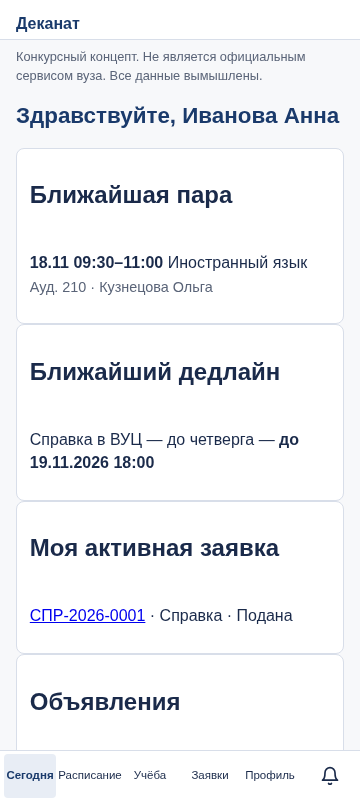 Деканат
Конкурсный концепт. Не является официальным
сервисом вуза. Все данные вымышлены.
Здравствуйте, Иванова Анна
Ближайшая пара
18.11 09:30–11:00 Иностранный язык
Ауд. 210 · Кузнецова Ольга
Ближайший дедлайн
Справка в ВУЦ — до четверга — до
19.11.2026 18:00
Моя активная заявка
СПР-2026-0001 · Справка · Подана
Объявления
Сегодня Расписание Учёба Заявки Профиль